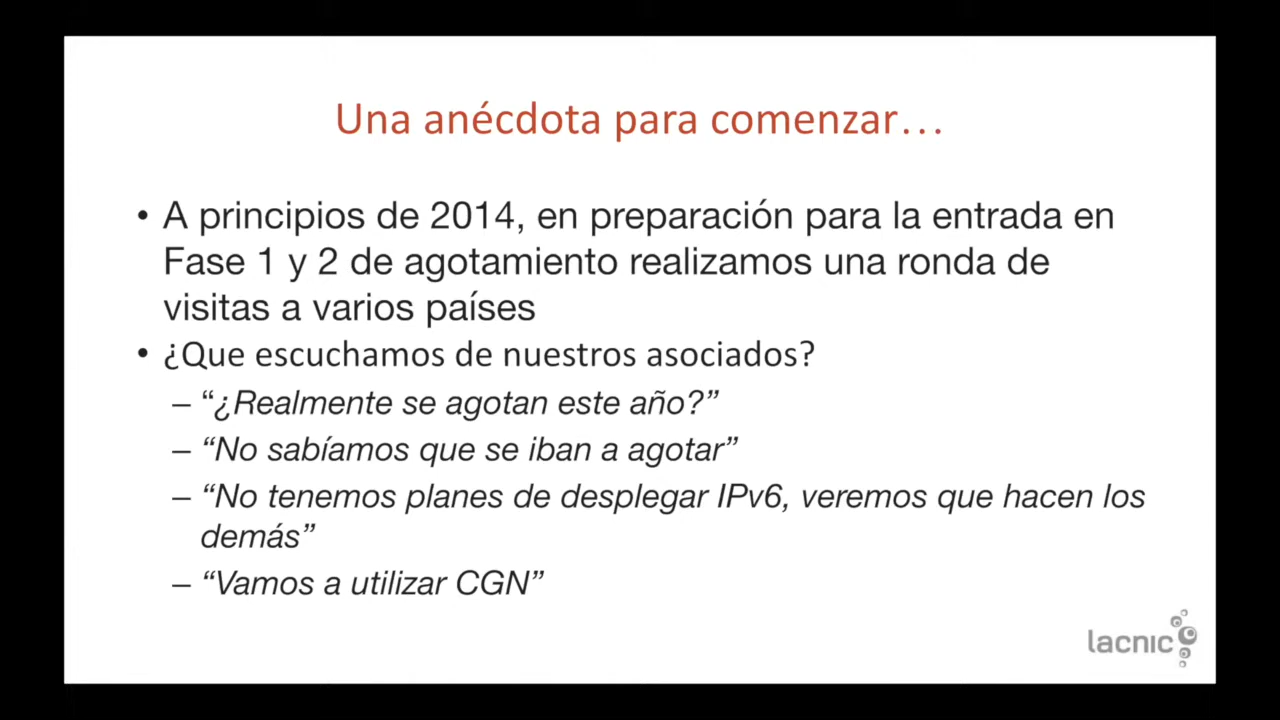 Una anécdota para comenzar…
• A principios de 2014, en preparación para la entrada en
Fase 1 y 2 de agotamiento realizamos una ronda de
visitas a varios países
• ¿Que escuchamos de nuestros asociados?
– “¿Realmente se agotan este año?”
– “No sabíamos que se iban a agotar”
– “No tenemos planes de desplegar IPv6, veremos que hacen los
demás”
– “Vamos a utilizar CGN”
lacnic